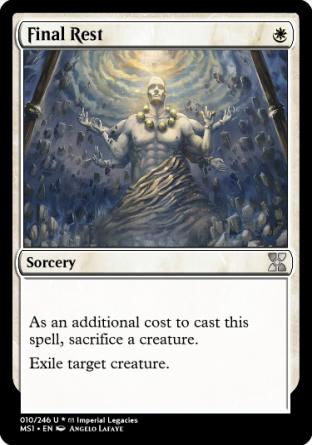 Final Rest
Sorcery
As an additional cost to cast this
spell, sacrifice a creature.
Exile target creature.
010/246 U * m Imperial Legacies
MS1 • EN Angelo Lafaye